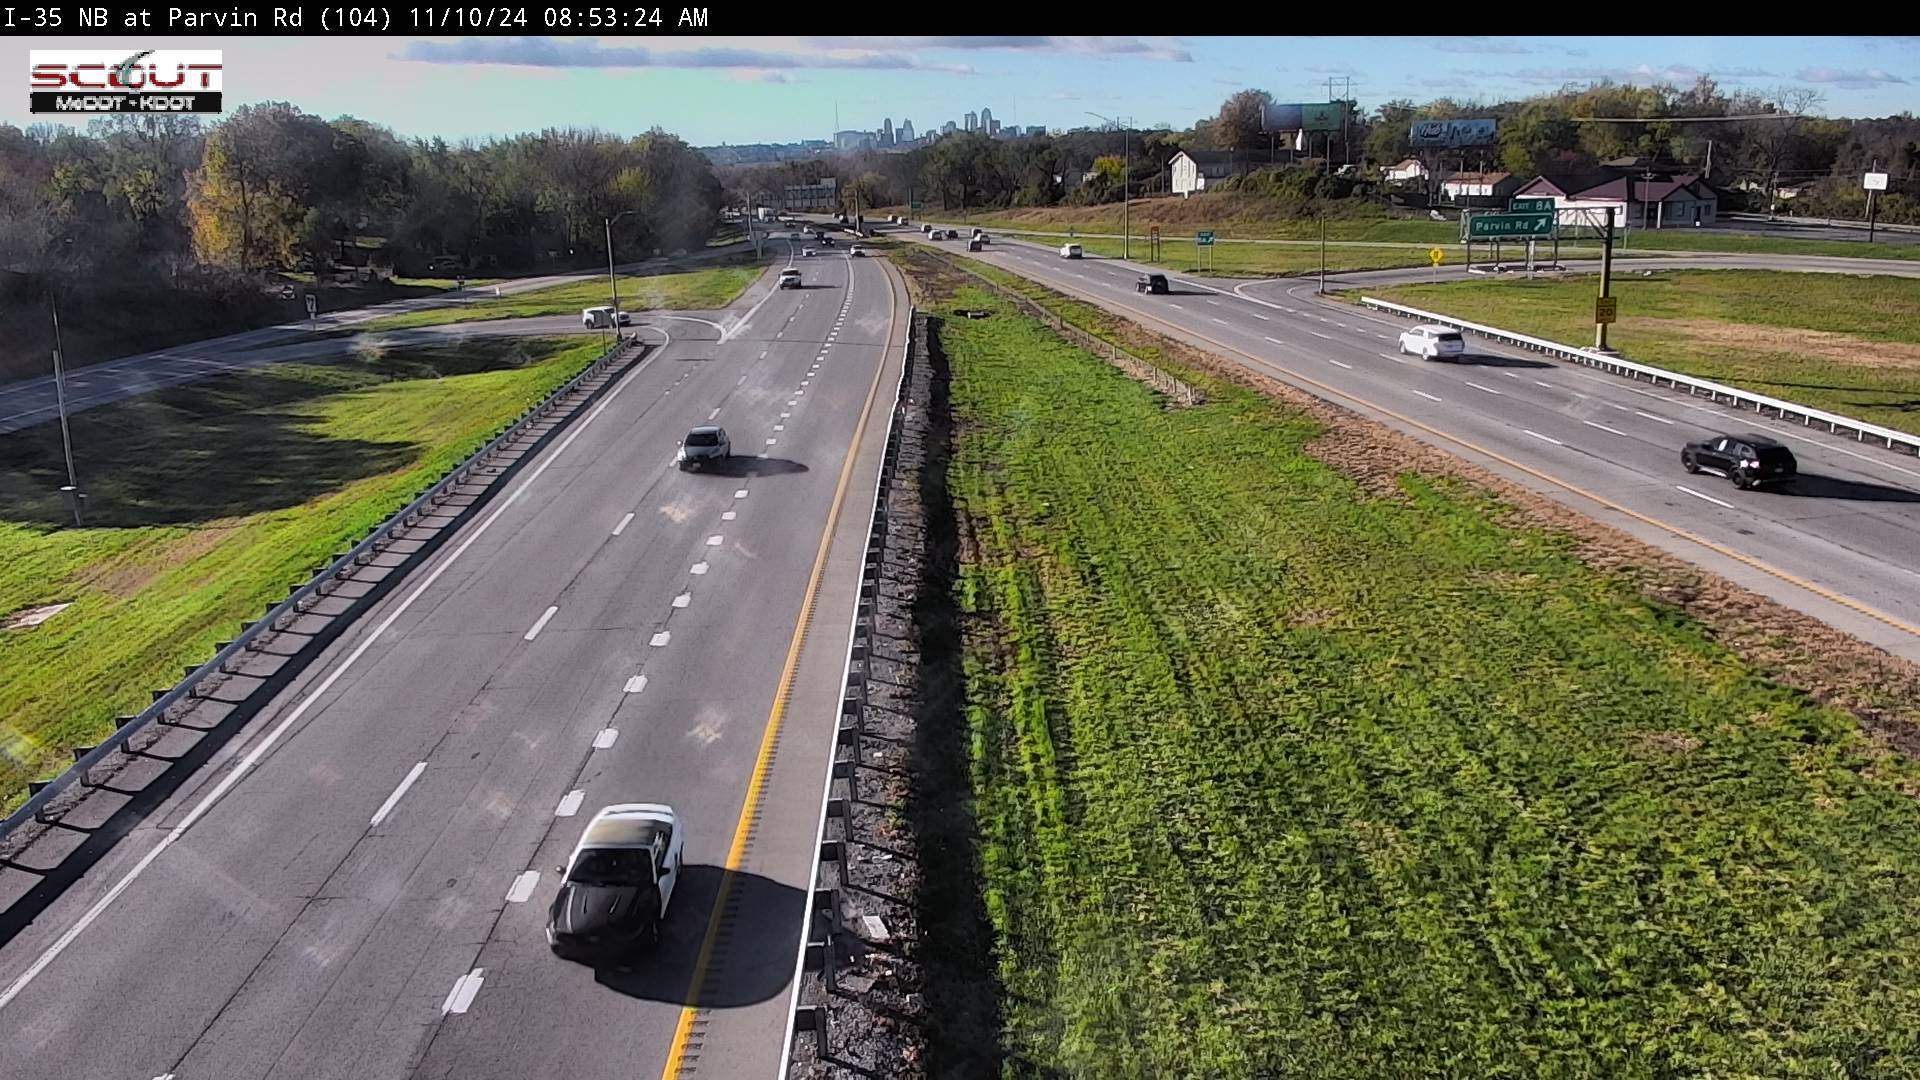 I-35 NB at Parvin Rd (104) 11/10/24 08:53:24 AM
SCOUT
MoDOT - KDOT
EXIT 8A
Parvin Rd
20